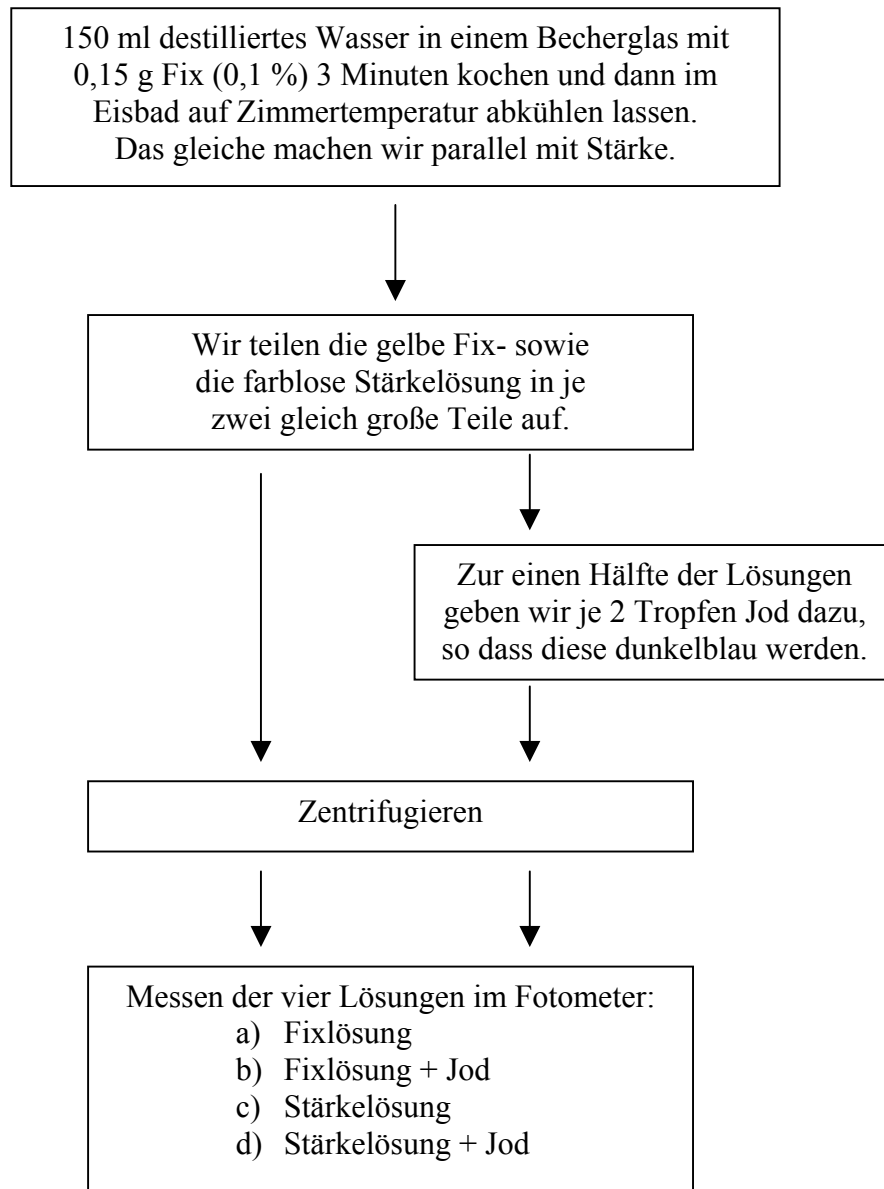 150 ml destilliertes Wasser in einem Becherglas mit
0,15 g Fix (0,1 %) 3 Minuten kochen und dann im
Eisbad auf Zimmertemperatur abkühlen lassen.
Das gleiche machen wir parallel mit Stärke.
Wir teilen die gelbe Fix- sowie
die farblose Stärkelösung in je
zwei gleich große Teile auf.
Zur einen Hälfte der Lösungen
geben wir je 2 Tropfen Jod dazu,
so dass diese dunkelblau werden.
Zentrifugieren
Messen der vier Lösungen im Fotometer:
a) Fixlösung
b) Fixlösung + Jod
c) Stärkelösung
d) Stärkelösung + Jod